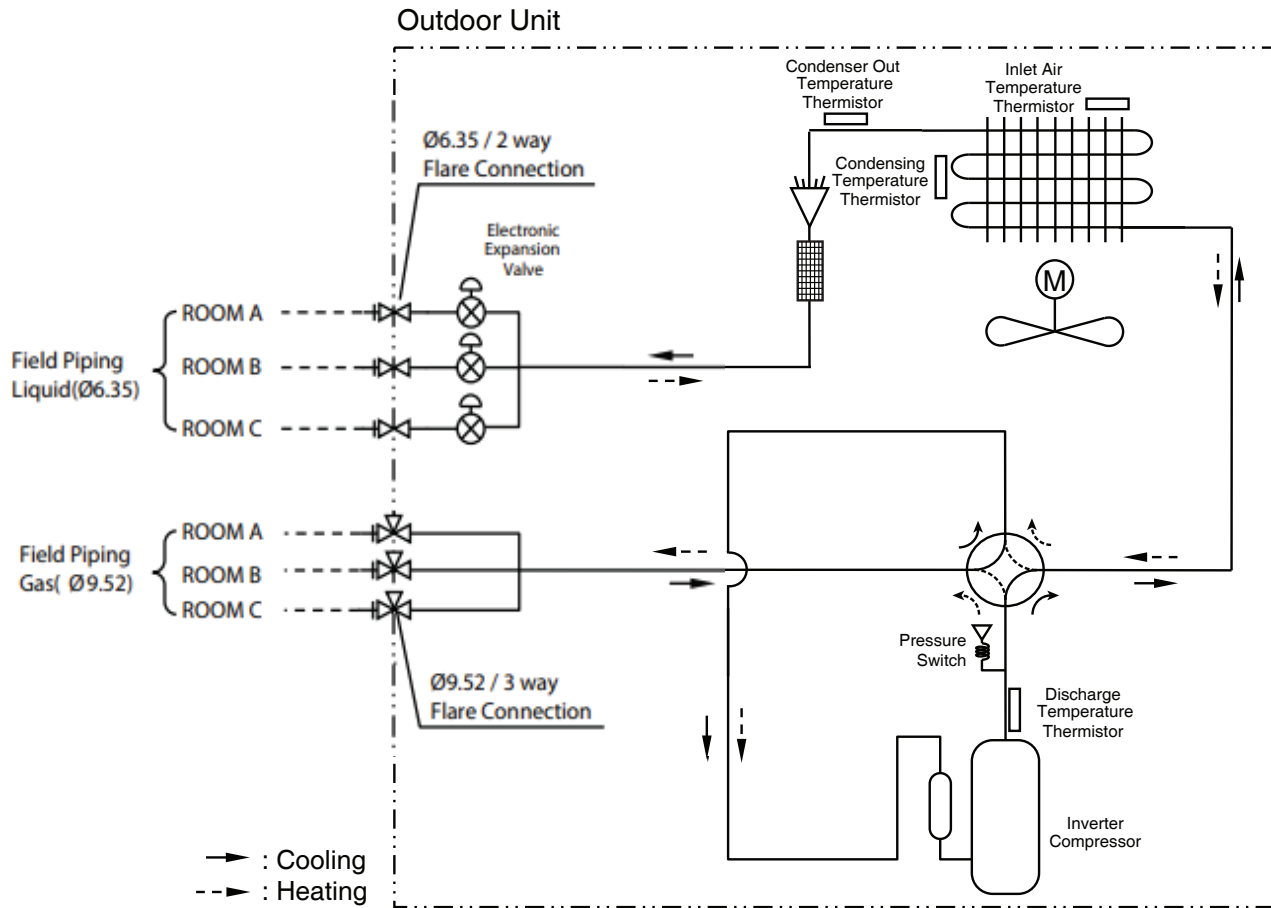 Outdoor Unit
Condenser Out
Temperature
Thermistor
Inlet Air
Temperature
Thermistor
Ø6.35 / 2 way
Flare Connection
Condensing
Temperature
Thermistor
Electronic
Expansion
Valve
M
ROOM A
Field Piping
Liquid(Ø6.35)
ROOM B
ROOM C
ROOM A
Field Piping
Gas( Ø9.52)
ROOM B
ROOM C
Pressure
Switch
Ø9.52 / 3 way
Flare Connection
Discharge
Temperature
Thermistor
Inverter
Compressor
: Cooling
: Heating